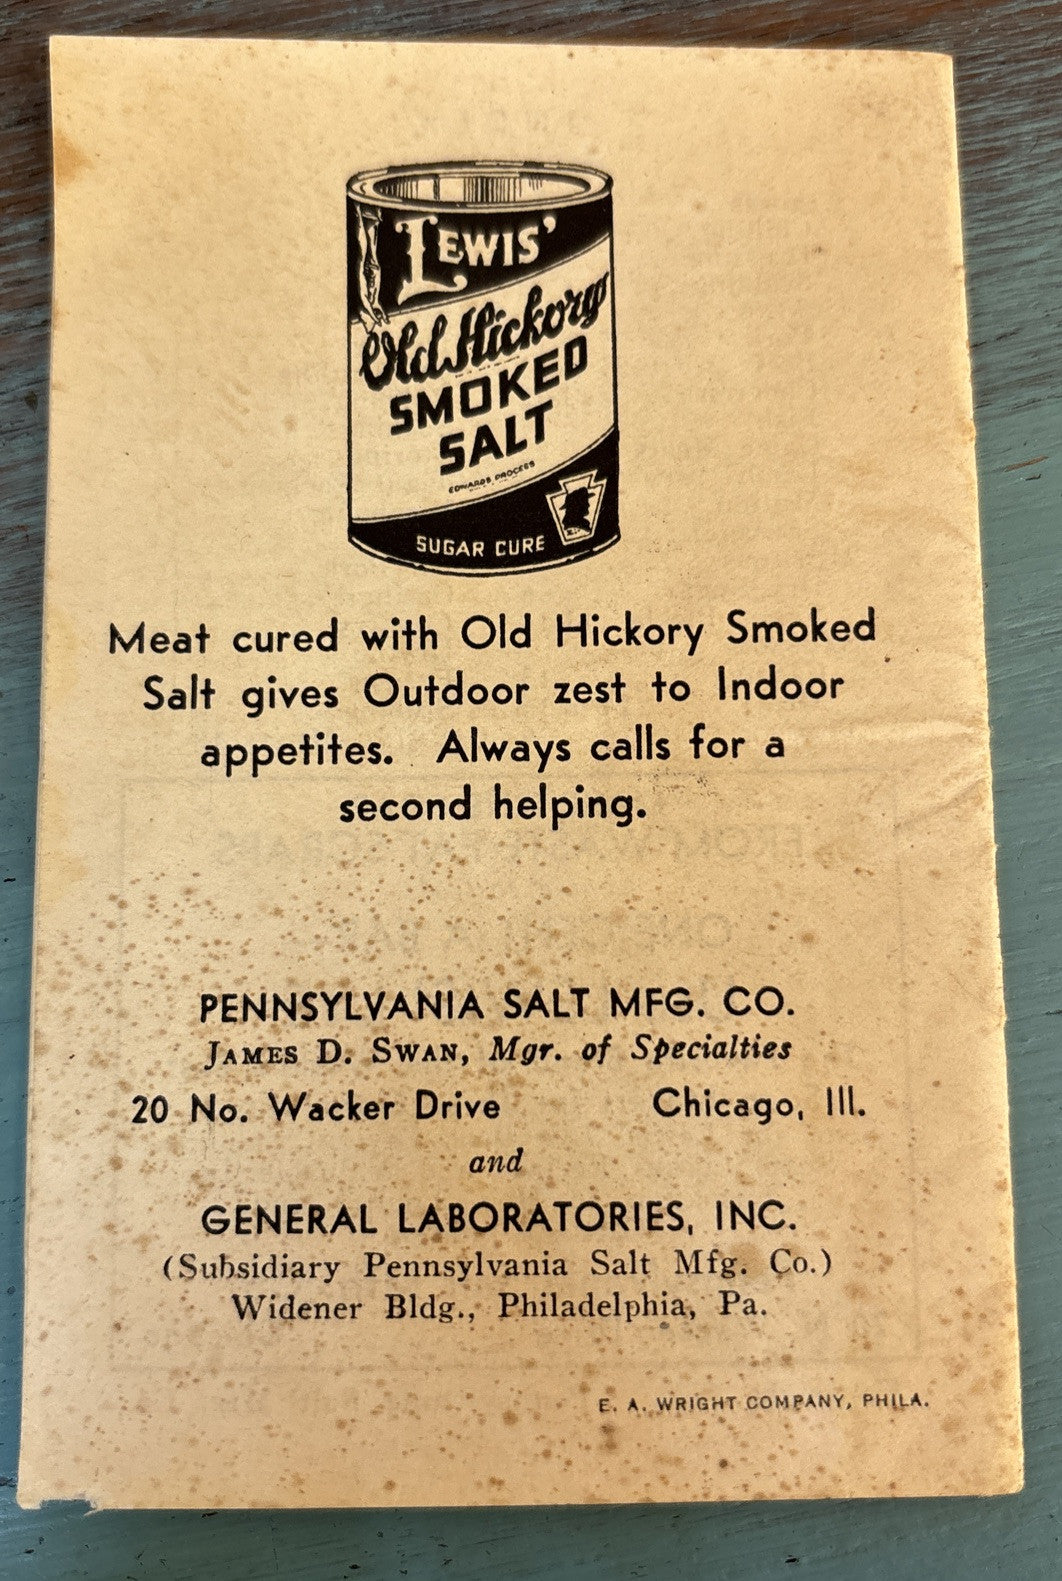 LEWIS'
Old Hickory
SMOKED
SALT
EDWARDS PROCESS
SUGAR CURE
Meat cured with Old Hickory Smoked
Salt gives Outdoor zest to Indoor
appetites. Always calls for a
second helping.
PENNSYLVANIA SALT MFG. CO.
JAMES D. SWAN, Mgr. of Specialties
20 No. Wacker Drive Chicago, Ill.
and
GENERAL LABORATORIES, INC.
(Subsidiary Pennsylvania Salt Mfg. Co.)
Widener Bldg., Philadelphia, Pa.
E. A. WRIGHT COMPANY, PHILA.